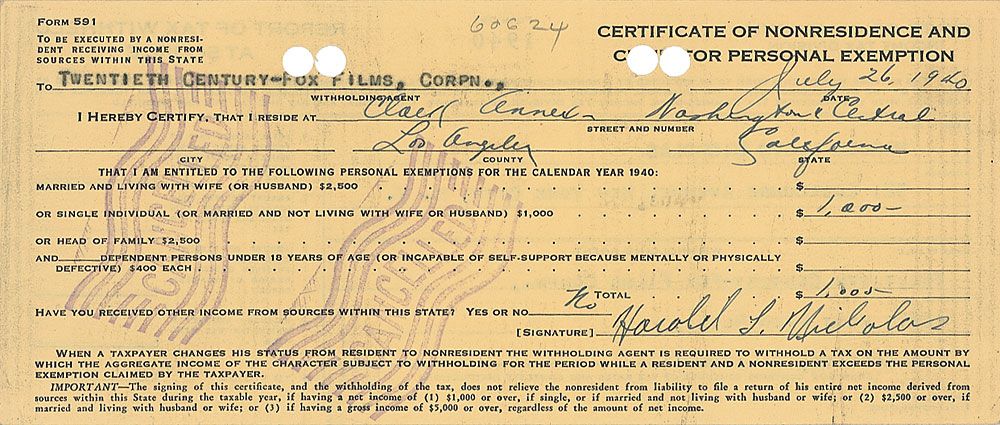 FORM 591
60624
TO BE EXECUTED BY A NONRESI-
DENT RECEIVING INCOME FROM
SOURCES WITHIN THIS STATE
CERTIFICATE OF NONRESIDENCE AND
FOR PERSONAL EXEMPTION
To TWENTIETH CENTURY-FOX FILMS, CORPN., July 26, 1940
WITHHOLDING AGENT DATE
I HEREBY CERTIFY, THAT I RESIDE AT Clark Annex - Washington & Central
STREET AND NUMBER
Los Angeles California
CITY COUNTY STATE
THAT I AM ENTITLED TO THE FOLLOWING PERSONAL EXEMPTIONS FOR THE CALENDAR YEAR 1940:
MARRIED AND LIVING WITH WIFE (OR HUSBAND) $2,500 $
OR SINGLE INDIVIDUAL (OR MARRIED AND NOT LIVING WITH WIFE OR HUSBAND) $1,000 $ 1,000-
OR HEAD OF FAMILY $2,500 $
AND DEPENDENT PERSONS UNDER 18 YEARS OF AGE (OR INCAPABLE OF SELF-SUPPORT BECAUSE MENTALLY OR PHYSICALLY
DEFECTIVE) $400 EACH $
TOTAL $ 1,000-
HAVE YOU RECEIVED OTHER INCOME FROM SOURCES WITHIN THIS STATE? YES OR NO No
[SIGNATURE] Harold S. Nicholas
CANCELLED
CANCELLED
WHEN A TAXPAYER CHANGES HIS STATUS FROM RESIDENT TO NONRESIDENT THE WITHHOLDING AGENT IS REQUIRED TO WITHHOLD A TAX ON THE AMOUNT BY
WHICH THE AGGREGATE INCOME OF THE CHARACTER SUBJECT TO WITHHOLDING FOR THE PERIOD WHILE A RESIDENT AND A NONRESIDENT EXCEEDS THE PERSONAL
EXEMPTION CLAIMED BY THE TAXPAYER.
IMPORTANT—The signing of this certificate, and the withholding of the tax, does not relieve the nonresident from liability to file a return of his entire net income derived from
sources within this State during the taxable year, if having a net income of (1) $1,000 or over, if single, or if married and not living with husband or wife; or (2) $2,500 or over, if
married and living with husband or wife; or (3) if having a gross income of $5,000 or over, regardless of the amount of net income.